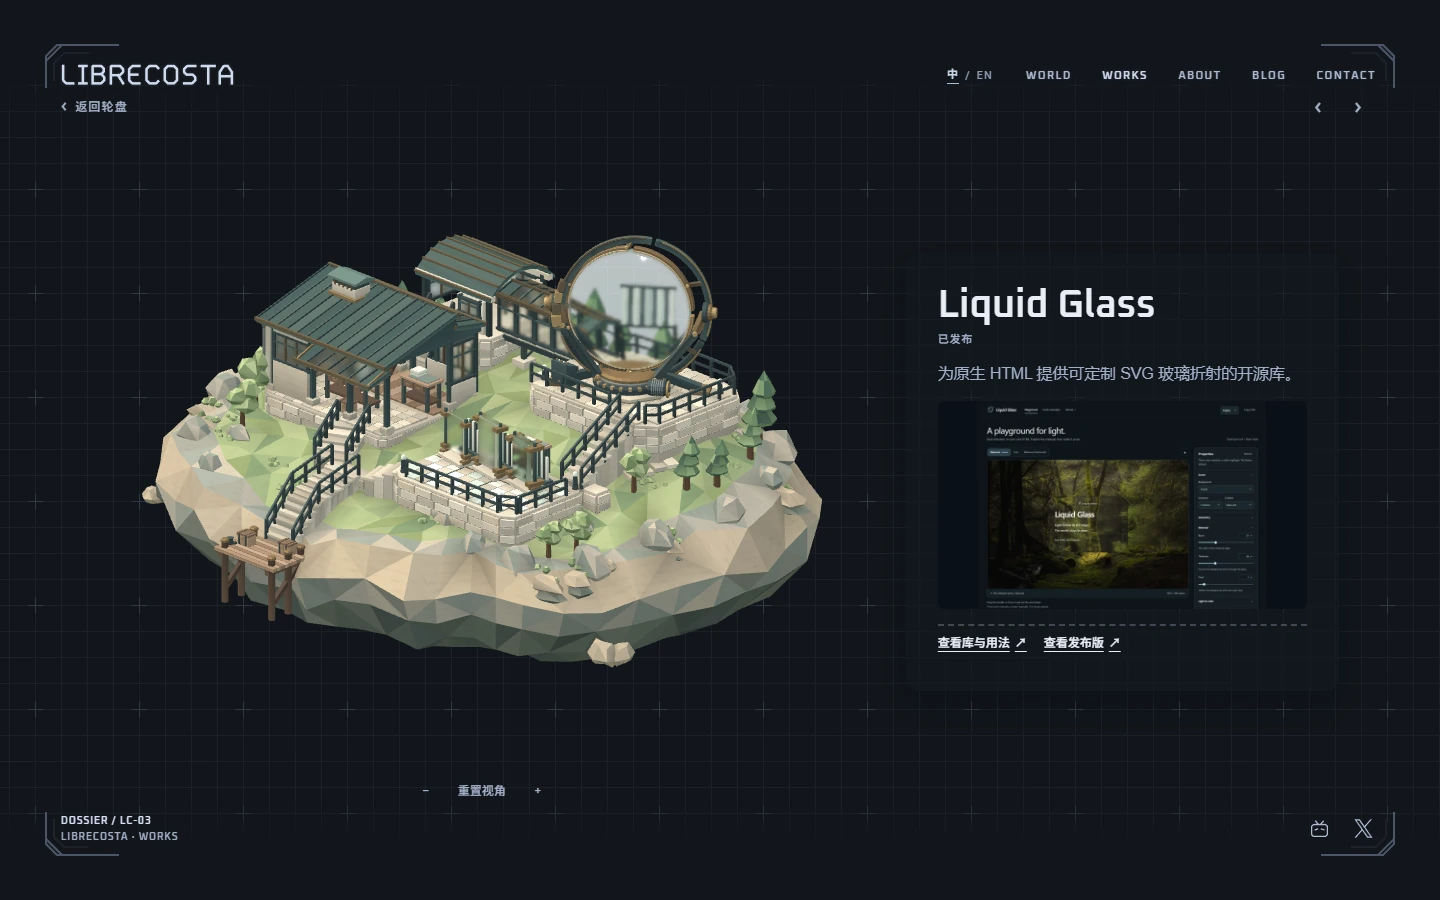 LIBRECOSTA
中 / EN WORLD WORKS ABOUT BLOG CONTACT
‹ 返回轮盘
‹ ›
Liquid Glass
已发布
为原生 HTML 提供可定制 SVG 玻璃折射的开源库。
Liquid Glass
A playground for light.
Properties
Liquid Glass
查看库与用法 ↗ 查看发布版 ↗
− 重置视角 +
DOSSIER / LC-03
LIBRECOSTA · WORKS